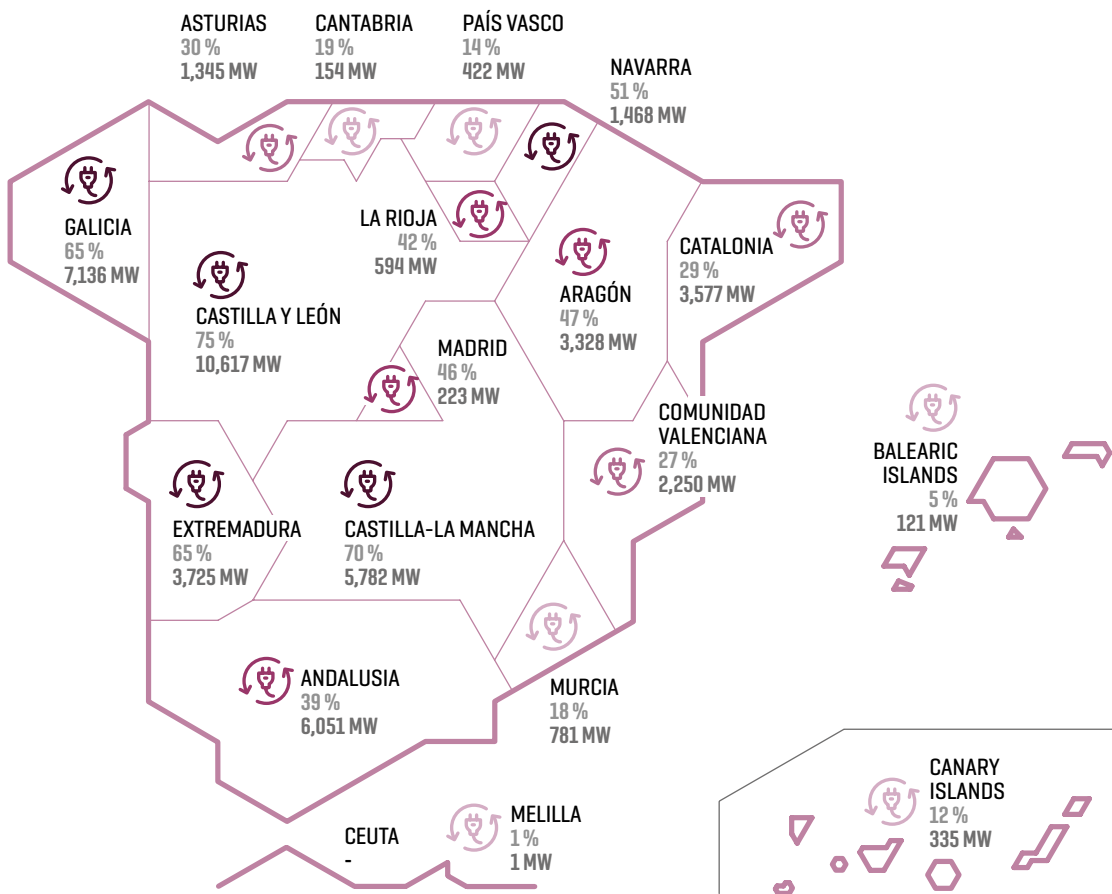 ASTURIAS
30 %
1,345 MW
CANTABRIA
19 %
154 MW
PAÍS VASCO
14 %
422 MW
NAVARRA
51 %
1,468 MW
GALICIA
65 %
7,136 MW
LA RIOJA
42 %
594 MW
CATALONIA
29 %
3,577 MW
CASTILLA Y LEÓN
75 %
10,617 MW
ARAGÓN
47 %
3,328 MW
MADRID
46 %
223 MW
COMUNIDAD
VALENCIANA
27 %
2,250 MW
BALEARIC
ISLANDS
5 %
121 MW
EXTREMADURA
65 %
3,725 MW
CASTILLA-LA MANCHA
70 %
5,782 MW
ANDALUSIA
39 %
6,051 MW
MURCIA
18 %
781 MW
CEUTA
-
MELILLA
1 %
1 MW
CANARY
ISLANDS
12 %
335 MW